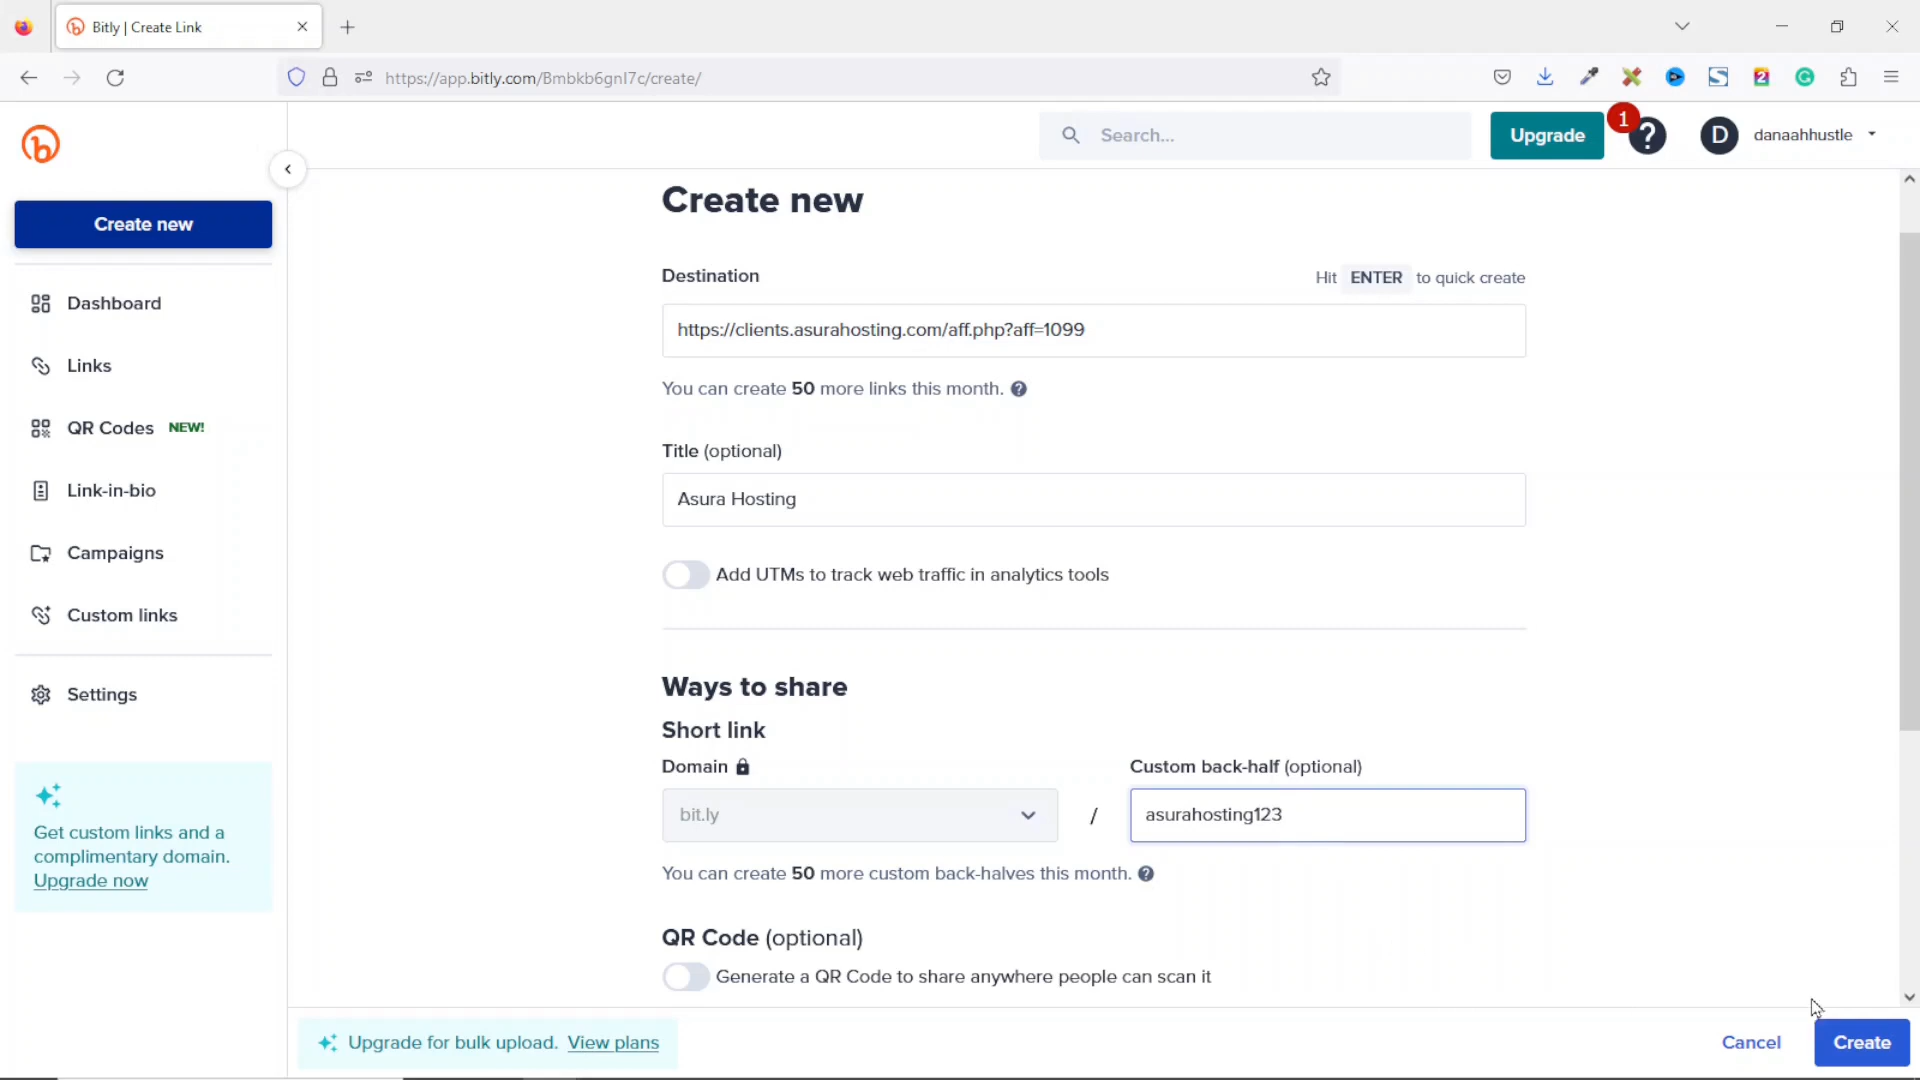 Bitly | Create Link
https://app.bitly.com/Bmbkb6gnI7c/create/
Search...
Upgrade
1
?
D
danaahhustle
b
Create new
Dashboard
Links
QR Codes NEW!
Link-in-bio
Campaigns
Custom links
Settings
Get custom links and a
complimentary domain.
Upgrade now
Create new
Destination
Hit ENTER to quick create
https://clients.asurahosting.com/aff.php?aff=1099
You can create 50 more links this month. ?
Title (optional)
Asura Hosting
Add UTMs to track web traffic in analytics tools
Ways to share
Short link
Domain
Custom back-half (optional)
bit.ly
/
asurahosting123
You can create 50 more custom back-halves this month. ?
QR Code (optional)
Generate a QR Code to share anywhere people can scan it
Upgrade for bulk upload. View plans
Cancel
Create